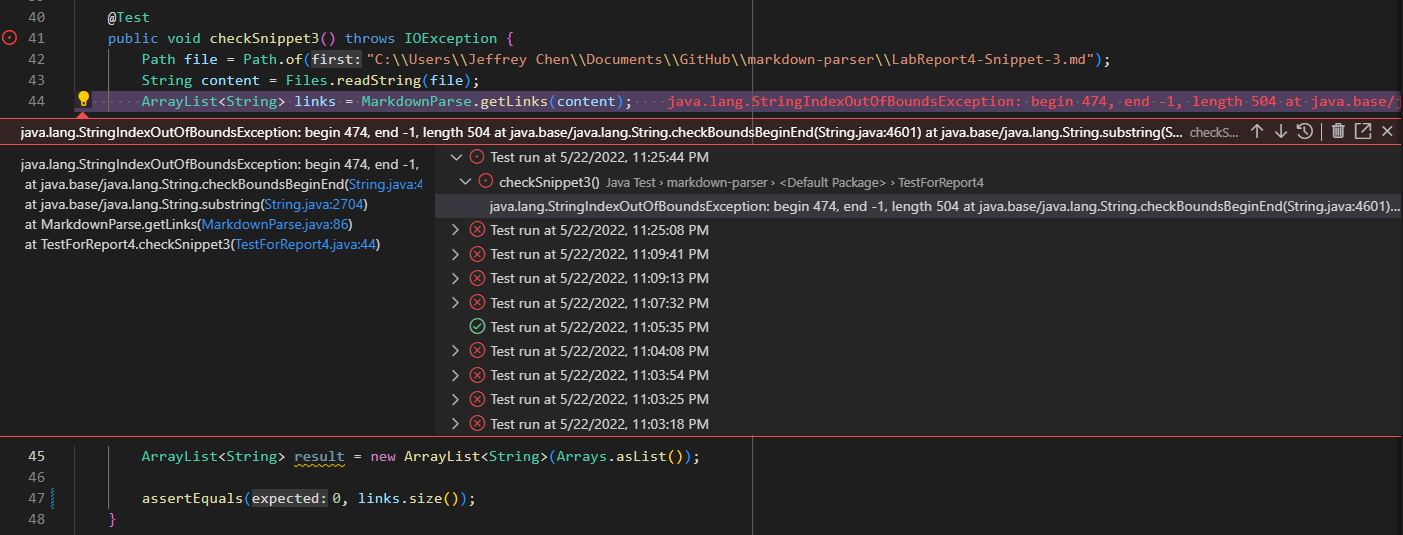 40 @Test
41 public void checkSnippet3() throws IOException {
42 Path file = Path.of(first: "C:\\Users\\Jeffrey Chen\\Documents\\GitHub\\markdown-parser\\LabReport4-Snippet-3.md");
43 String content = Files.readString(file);
44 ArrayList<String> links = MarkdownParse.getLinks(content); java.lang.StringIndexOutOfBoundsException: begin 474, end -1, length 504 at java.base/j
java.lang.StringIndexOutOfBoundsException: begin 474, end -1, length 504 at java.base/java.lang.String.checkBoundsBeginEnd(String.java:4601) at java.base/java.lang.String.substring(S... checkS...
java.lang.StringIndexOutOfBoundsException: begin 474, end -1,
at java.base/java.lang.String.checkBoundsBeginEnd(String.java:4
at java.base/java.lang.String.substring(String.java:2704)
at MarkdownParse.getLinks(MarkdownParse.java:86)
at TestForReport4.checkSnippet3(TestForReport4.java:44)
Test run at 5/22/2022, 11:25:44 PM
checkSnippet3() Java Test › markdown-parser › <Default Package> › TestForReport4
java.lang.StringIndexOutOfBoundsException: begin 474, end -1, length 504 at java.base/java.lang.String.checkBoundsBeginEnd(String.java:4601)...
Test run at 5/22/2022, 11:25:08 PM
Test run at 5/22/2022, 11:09:41 PM
Test run at 5/22/2022, 11:09:13 PM
Test run at 5/22/2022, 11:07:32 PM
Test run at 5/22/2022, 11:05:35 PM
Test run at 5/22/2022, 11:04:08 PM
Test run at 5/22/2022, 11:03:54 PM
Test run at 5/22/2022, 11:03:25 PM
Test run at 5/22/2022, 11:03:18 PM
45 ArrayList<String> result = new ArrayList<String>(Arrays.asList());
46
47 assertEquals(expected: 0, links.size());
48 }